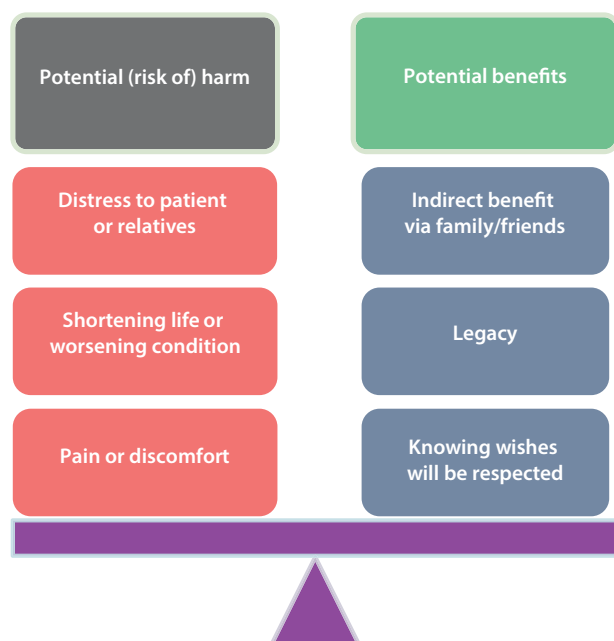 Potential (risk of) harm
Potential benefits
Distress to patient
or relatives
Indirect benefit
via family/friends
Shortening life or
worsening condition
Legacy
Pain or discomfort
Knowing wishes
will be respected